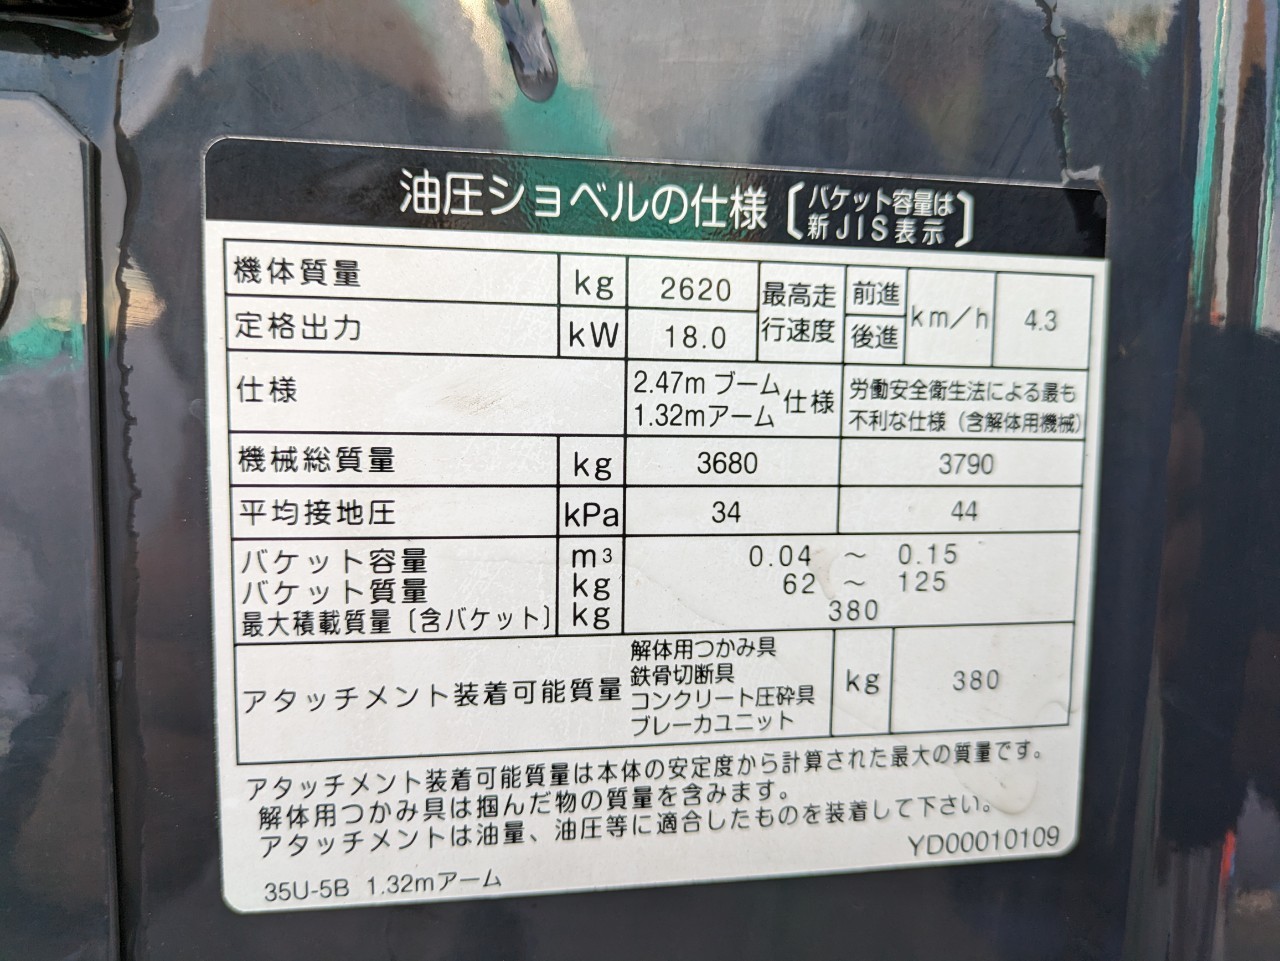 油圧ショベルの仕様〔バケット容量は
新JIS表示〕
機体質量 kg 2620 最高走行速度 前進 後進 km/h 4.3
定格出力 kW 18.0
仕様 2.47mブーム 1.32mアーム 仕様 労働安全衛生法による最も
不利な仕様（含解体用機械）
機械総質量 kg 3680 3790
平均接地圧 kPa 34 44
バケット容量 m3 0.04 ～ 0.15
バケット質量 kg 62 ～ 125
最大積載質量〔含バケット〕 kg 380
アタッチメント装着可能質量 解体用つかみ具
鉄骨切断具
コンクリート圧砕具
ブレーカユニット
kg 380
アタッチメント装着可能質量は本体の安定度から計算された最大の質量です。
解体用つかみ具は掴んだ物の質量を含みます。
アタッチメントは油量、油圧等に適合したものを装着して下さい。
YD00010109
35U-5B 1.32mアーム